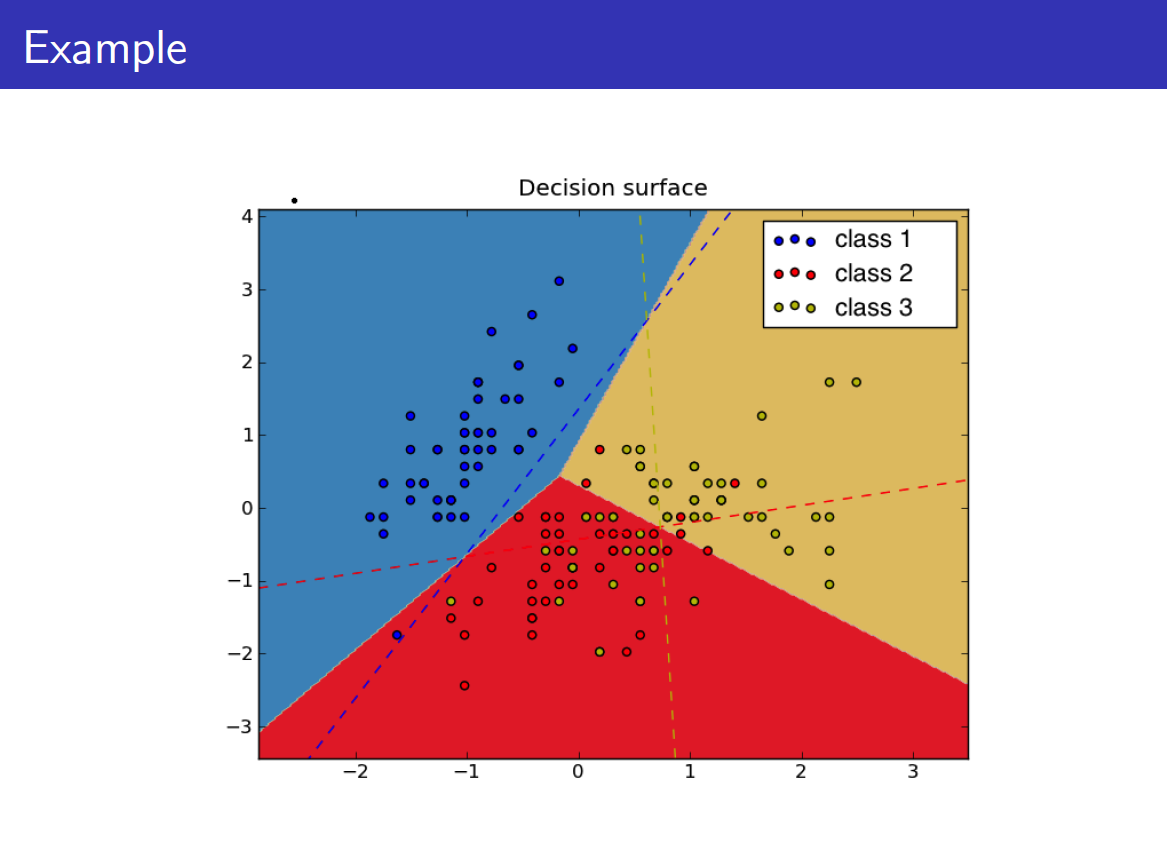 Example
Decision surface
4
3
2
1
0
−1
−2
−3
class 1
class 2
class 3
−2 −1 0 1 2 3